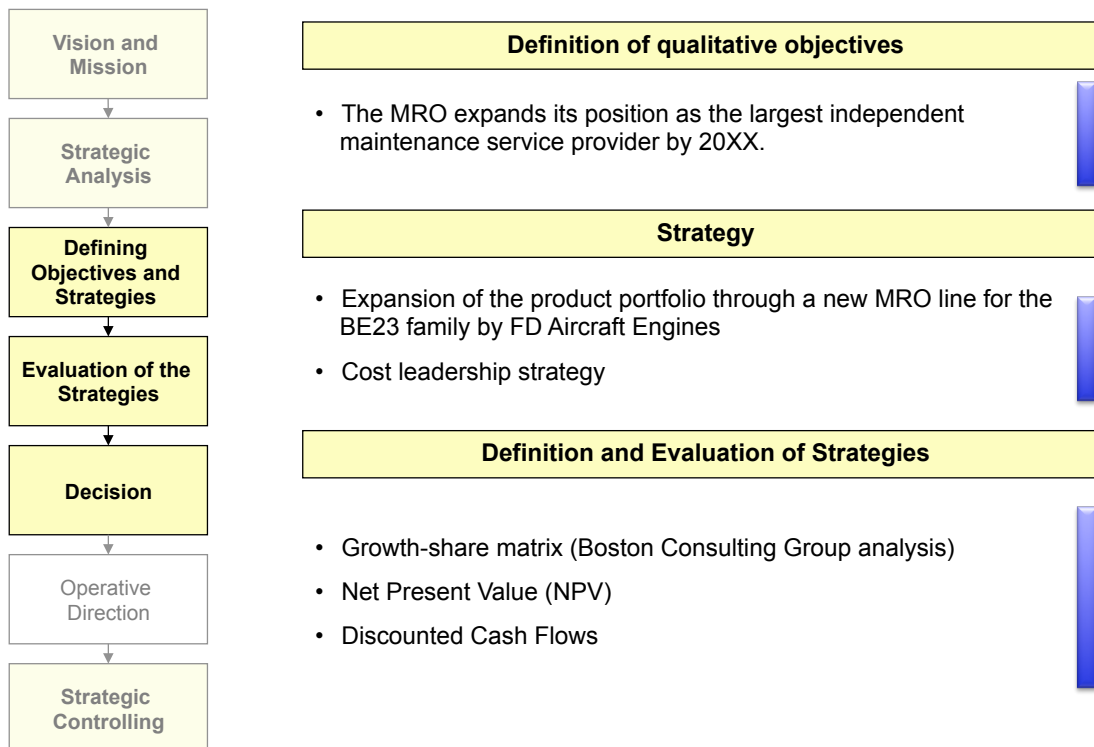 Vision and
Mission
Strategic
Analysis
Defining
Objectives and
Strategies
Evaluation of the
Strategies
Decision
Operative
Direction
Strategic
Controlling
Definition of qualitative objectives
• The MRO expands its position as the largest independent
maintenance service provider by 20XX.
Strategy
• Expansion of the product portfolio through a new MRO line for the
BE23 family by FD Aircraft Engines
• Cost leadership strategy
Definition and Evaluation of Strategies
• Growth-share matrix (Boston Consulting Group analysis)
• Net Present Value (NPV)
• Discounted Cash Flows